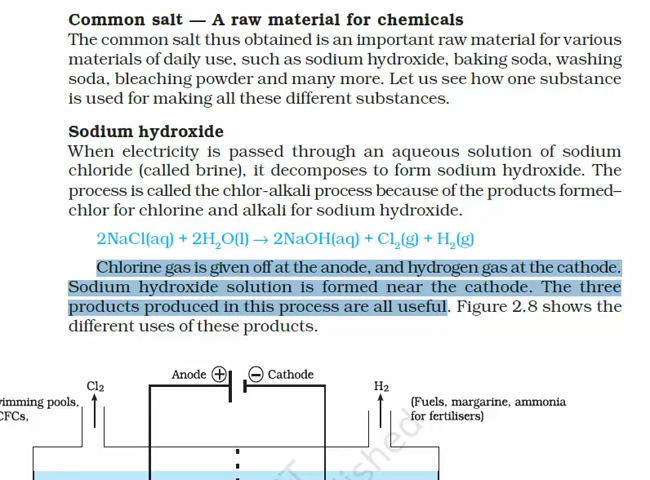 Common salt — A raw material for chemicals
The common salt thus obtained is an important raw material for various
materials of daily use, such as sodium hydroxide, baking soda, washing
soda, bleaching powder and many more. Let us see how one substance
is used for making all these different substances.
Sodium hydroxide
When electricity is passed through an aqueous solution of sodium
chloride (called brine), it decomposes to form sodium hydroxide. The
process is called the chlor-alkali process because of the products formed–
chlor for chlorine and alkali for sodium hydroxide.
2NaCl(aq) + 2H₂O(l) → 2NaOH(aq) + Cl₂(g) + H₂(g)
Chlorine gas is given off at the anode, and hydrogen gas at the cathode.
Sodium hydroxide solution is formed near the cathode. The three
products produced in this process are all useful. Figure 2.8 shows the
different uses of these products.
Anode + − Cathode
Cl₂
H₂
pools,
CFCs,
(Fuels, margarine, ammonia
for fertilisers)